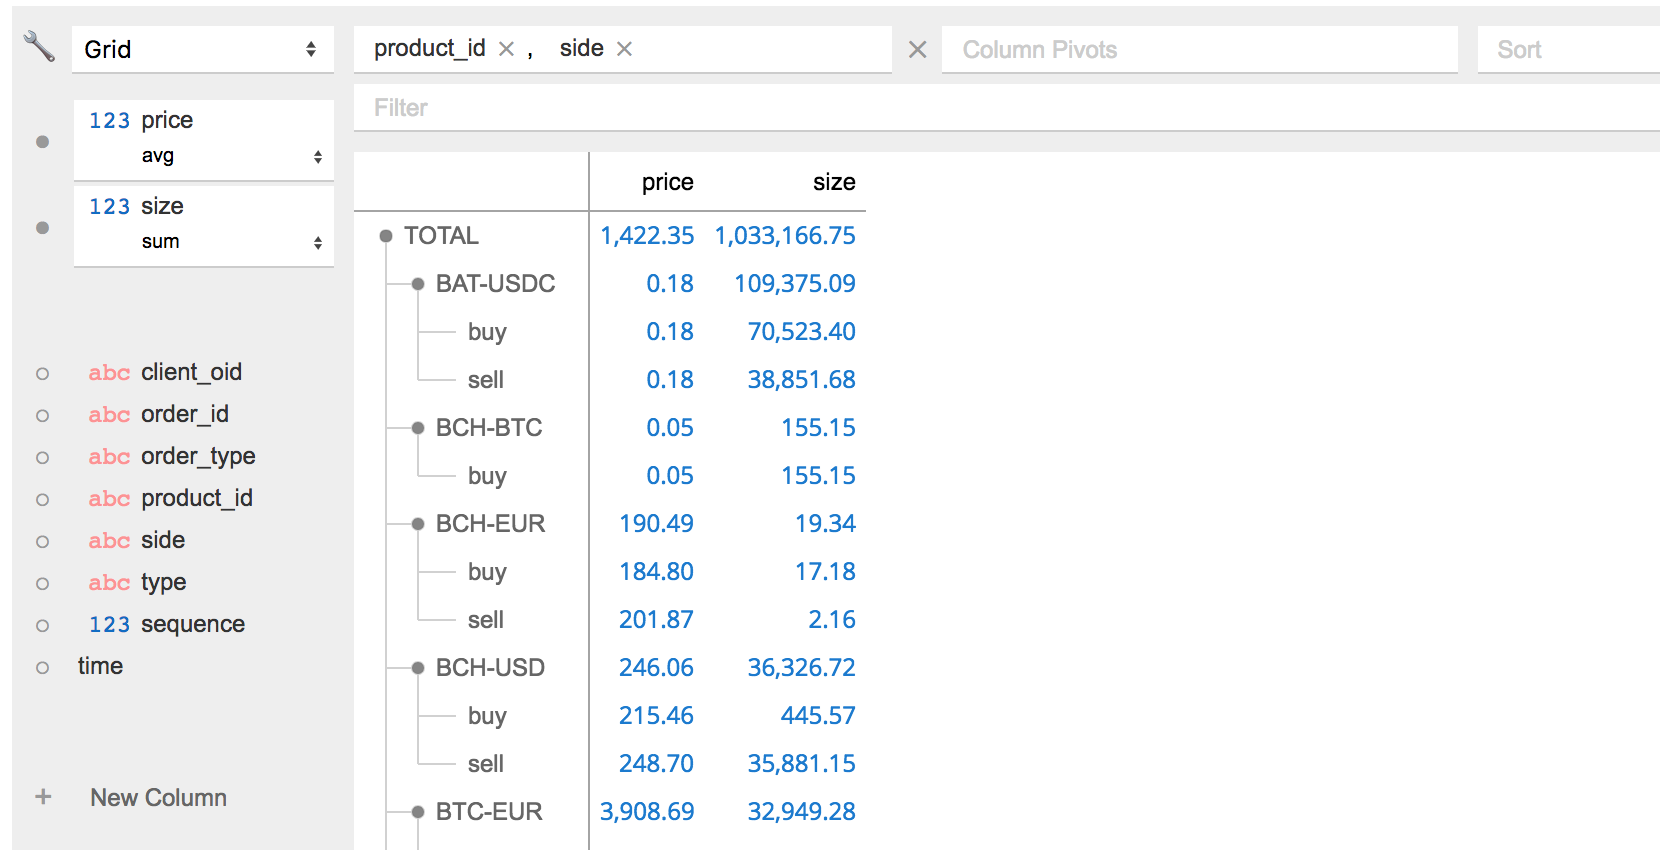 Grid
product_id × , side ×
× Column Pivots
Sort
Filter
123 price
avg
123 size
sum
abc client_oid
abc order_id
abc order_type
abc product_id
abc side
abc type
123 sequence
time
+ New Column
price size
TOTAL 1,422.35 1,033,166.75
BAT-USDC 0.18 109,375.09
buy 0.18 70,523.40
sell 0.18 38,851.68
BCH-BTC 0.05 155.15
buy 0.05 155.15
BCH-EUR 190.49 19.34
buy 184.80 17.18
sell 201.87 2.16
BCH-USD 246.06 36,326.72
buy 215.46 445.57
sell 248.70 35,881.15
BTC-EUR 3,908.69 32,949.28